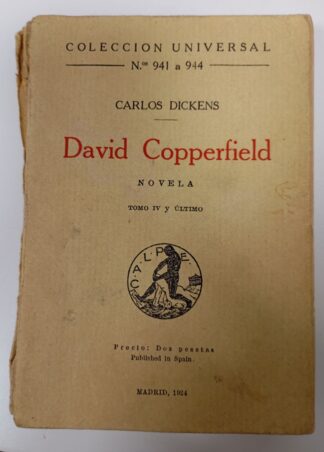 COLECCION UNIVERSAL
N.os 941 a 944
CARLOS DICKENS
David Copperfield
NOVELA
TOMO IV y ÚLTIMO
CALPE
Precio: Dos pesetas
Published in Spain
MADRID, 1924